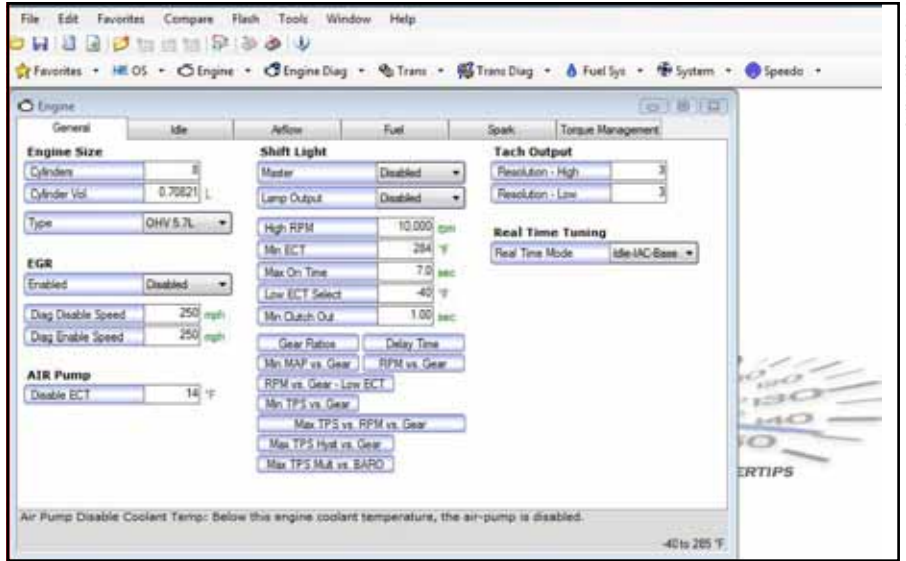 File Edit Favorites Compare Flash Tools Window Help
Favorites OS Engine Engine Diag Trans Trans Diag Fuel Sys System Speedo
Engine
General Idle Airflow Fuel Spark Torque Management
Engine Size
Cylinders 8
Cylinder Vol. 0.70821 L
Type OHV 5.7L
EGR
Enabled Disabled
Diag Disable Speed 250 mph
Diag Enable Speed 250 mph
AIR Pump
Disable ECT 14 °F
Shift Light
Master Disabled
Lamp Output Disabled
High RPM 10,000 rpm
Min ECT 284 °F
Max On Time 7.0 sec
Low ECT Select -40 °F
Min Clutch Out 1.00 sec
Gear Ratios Delay Time
Min MAP vs. Gear RPM vs. Gear
RPM vs. Gear - Low ECT
Min TPS vs. Gear
Max TPS vs. RPM vs. Gear
Max TPS Hyst vs. Gear
Max TPS Mult vs. BARO
Tach Output
Resolution - High 3
Resolution - Low 3
Real Time Tuning
Real Time Mode Idle-IAC-Base
130
140
ERTIPS
Air Pump Disable Coolant Temp: Below this engine coolant temperature, the air-pump is disabled.
-40 to 285 °F